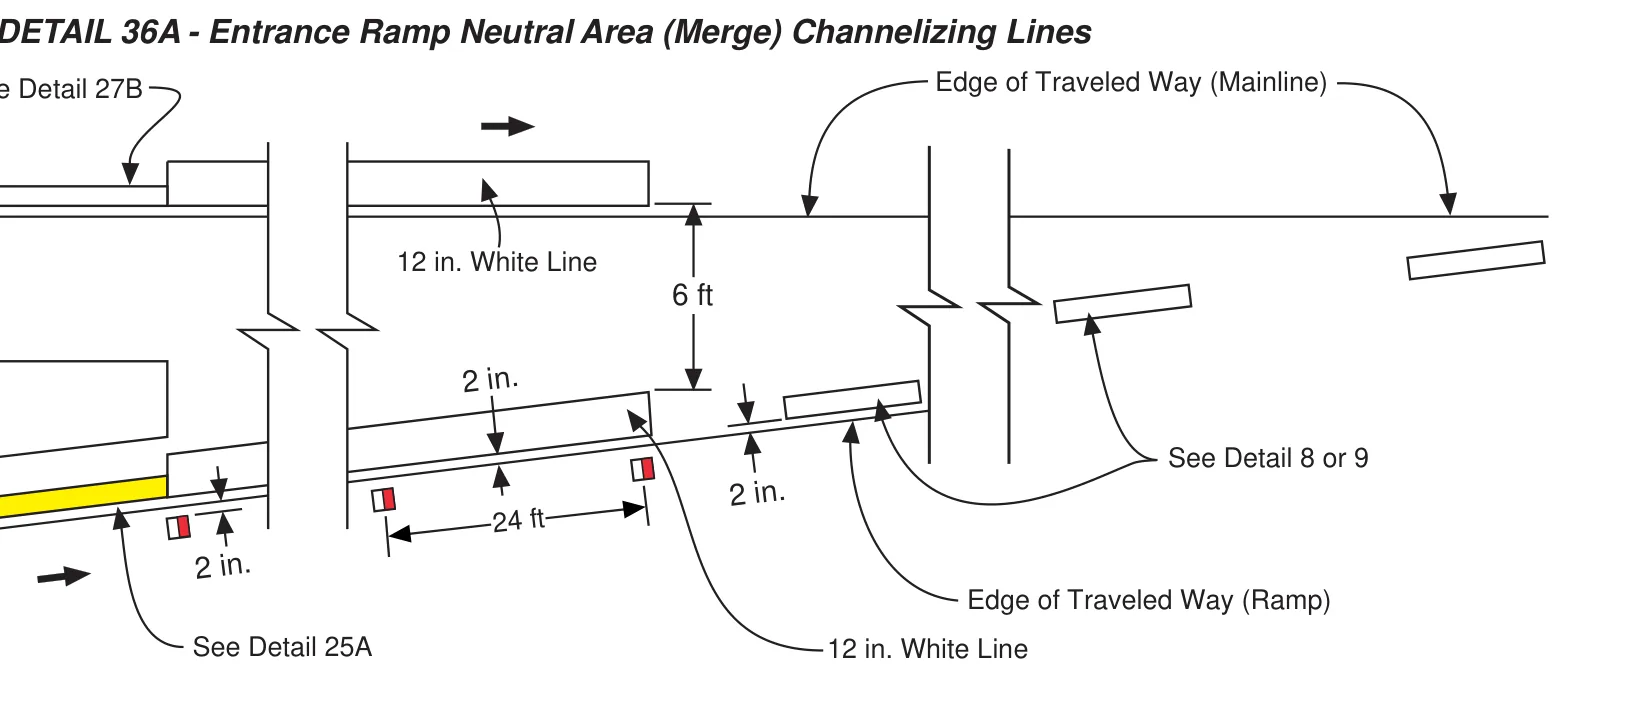 DETAIL 36A - Entrance Ramp Neutral Area (Merge) Channelizing Lines
Edge of Traveled Way (Mainline)
e Detail 27B
12 in. White Line
6 ft
2 in.
See Detail 8 or 9
2 in.
24 ft
2 in.
Edge of Traveled Way (Ramp)
See Detail 25A
12 in. White Line